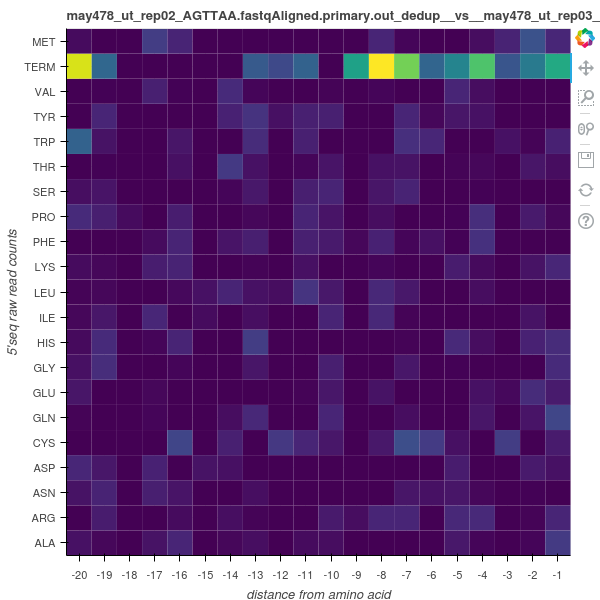 may478_ut_rep02_AGTTAA.fastqAligned.primary.out_dedup__vs__may478_ut_rep03_
MET
TERM
VAL
TYR
TRP
THR
SER
PRO
PHE
LYS
LEU
ILE
HIS
GLY
GLU
GLN
CYS
ASP
ASN
ARG
ALA
5'seq raw read counts
-20 -19 -18 -17 -16 -15 -14 -13 -12 -11 -10 -9 -8 -7 -6 -5 -4 -3 -2 -1
distance from amino acid